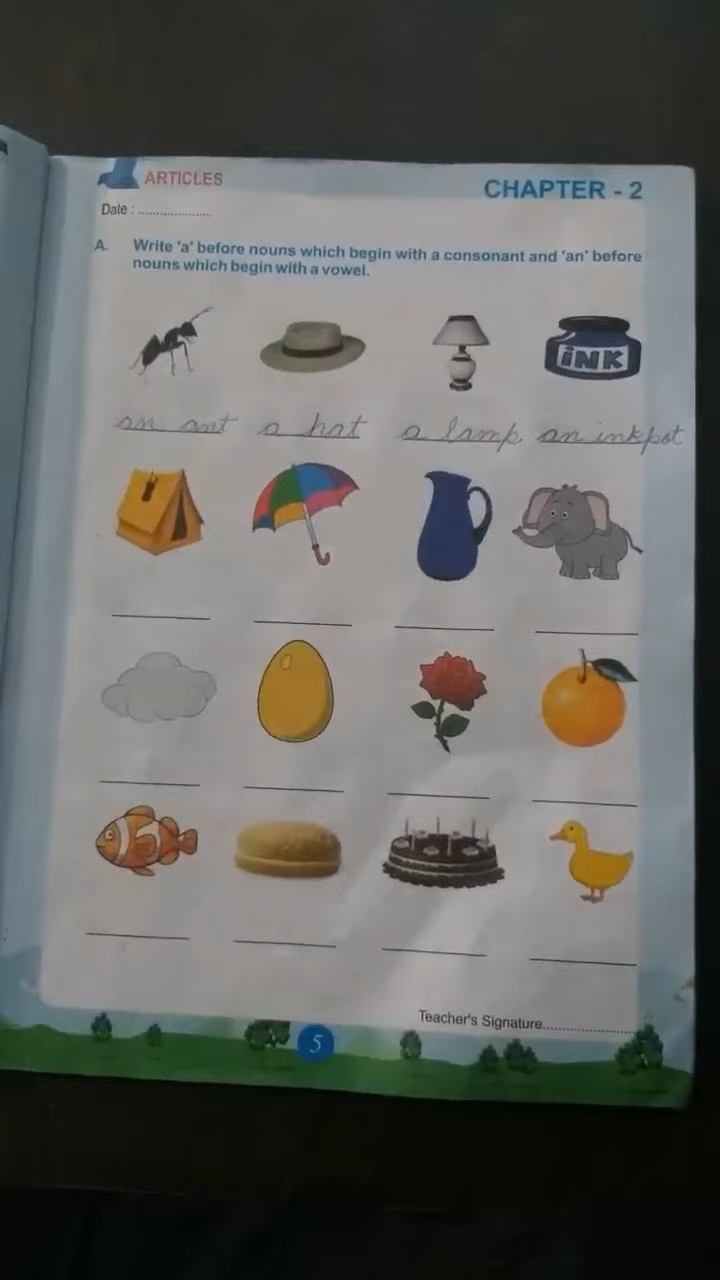 ARTICLES
CHAPTER - 2
Date : ....................
A. Write 'a' before nouns which begin with a consonant and 'an' before
nouns which begin with a vowel.
iNK
an ant a hat a lamp an inkpot
Teacher's Signature..........................
5